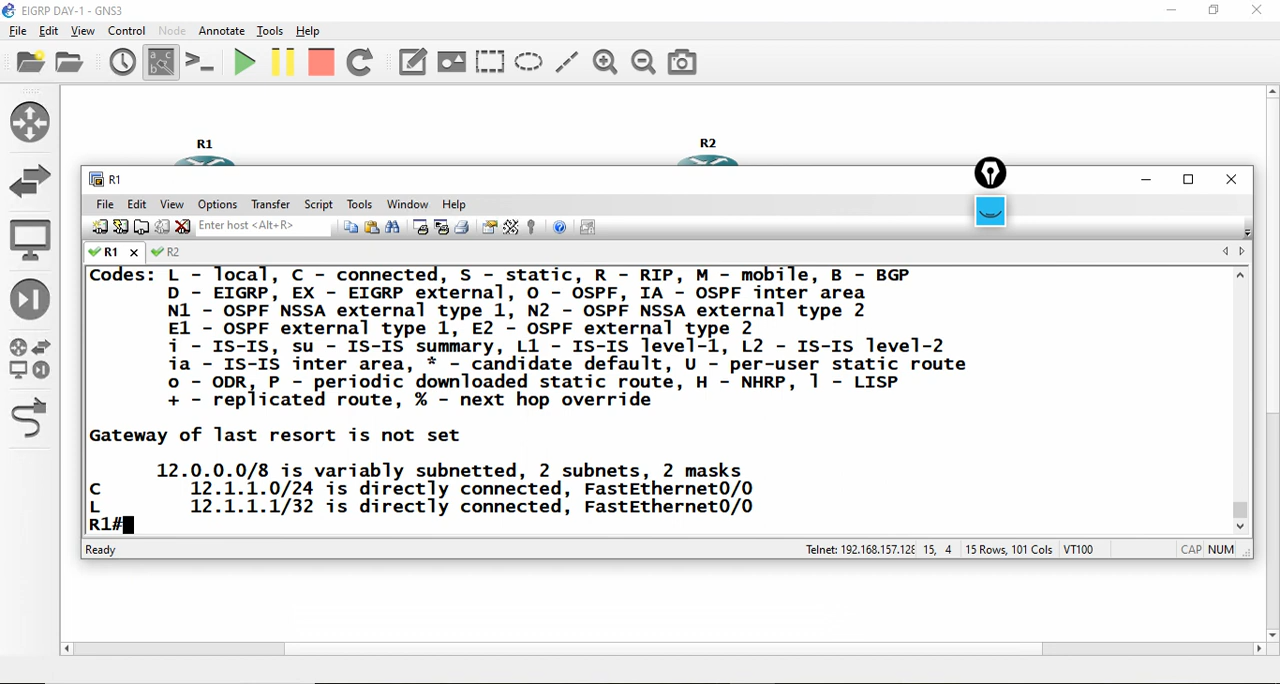 EIGRP DAY-1 - GNS3
File Edit View Control Node Annotate Tools Help
R1 R2
R1
File Edit View Options Transfer Script Tools Window Help
Enter host <Alt+R>
R1 R2
Codes: L - local, C - connected, S - static, R - RIP, M - mobile, B - BGP
D - EIGRP, EX - EIGRP external, O - OSPF, IA - OSPF inter area
N1 - OSPF NSSA external type 1, N2 - OSPF NSSA external type 2
E1 - OSPF external type 1, E2 - OSPF external type 2
i - IS-IS, su - IS-IS summary, L1 - IS-IS level-1, L2 - IS-IS level-2
ia - IS-IS inter area, * - candidate default, U - per-user static route
o - ODR, P - periodic downloaded static route, H - NHRP, l - LISP
+ - replicated route, % - next hop override
Gateway of last resort is not set
12.0.0.0/8 is variably subnetted, 2 subnets, 2 masks
C 12.1.1.0/24 is directly connected, FastEthernet0/0
L 12.1.1.1/32 is directly connected, FastEthernet0/0
R1#
Ready Telnet: 192.168.157.128 15, 4 15 Rows, 101 Cols VT100 CAP NUM